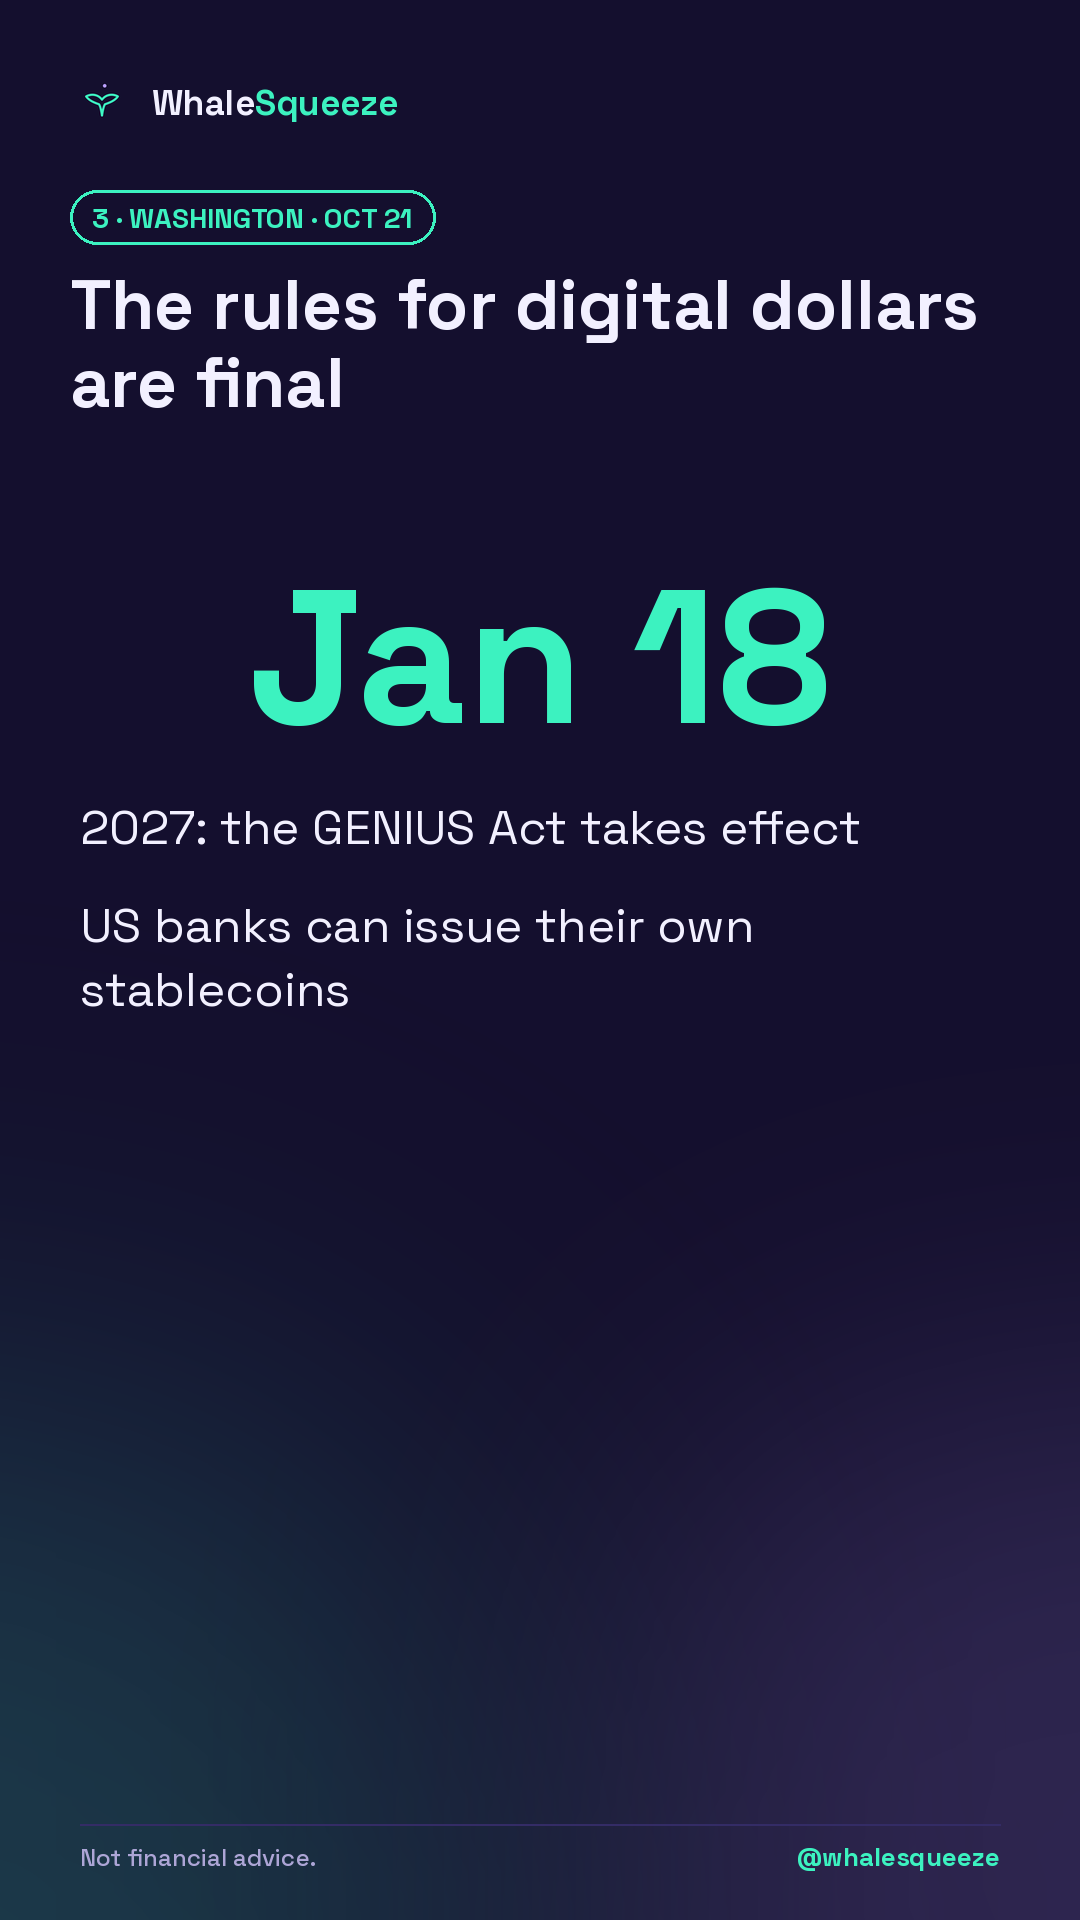 WhaleSqueeze
3 · WASHINGTON · OCT 21
The rules for digital dollars
are final
Jan 18
2027: the GENIUS Act takes effect
US banks can issue their own
stablecoins
Not financial advice.
@whalesqueeze